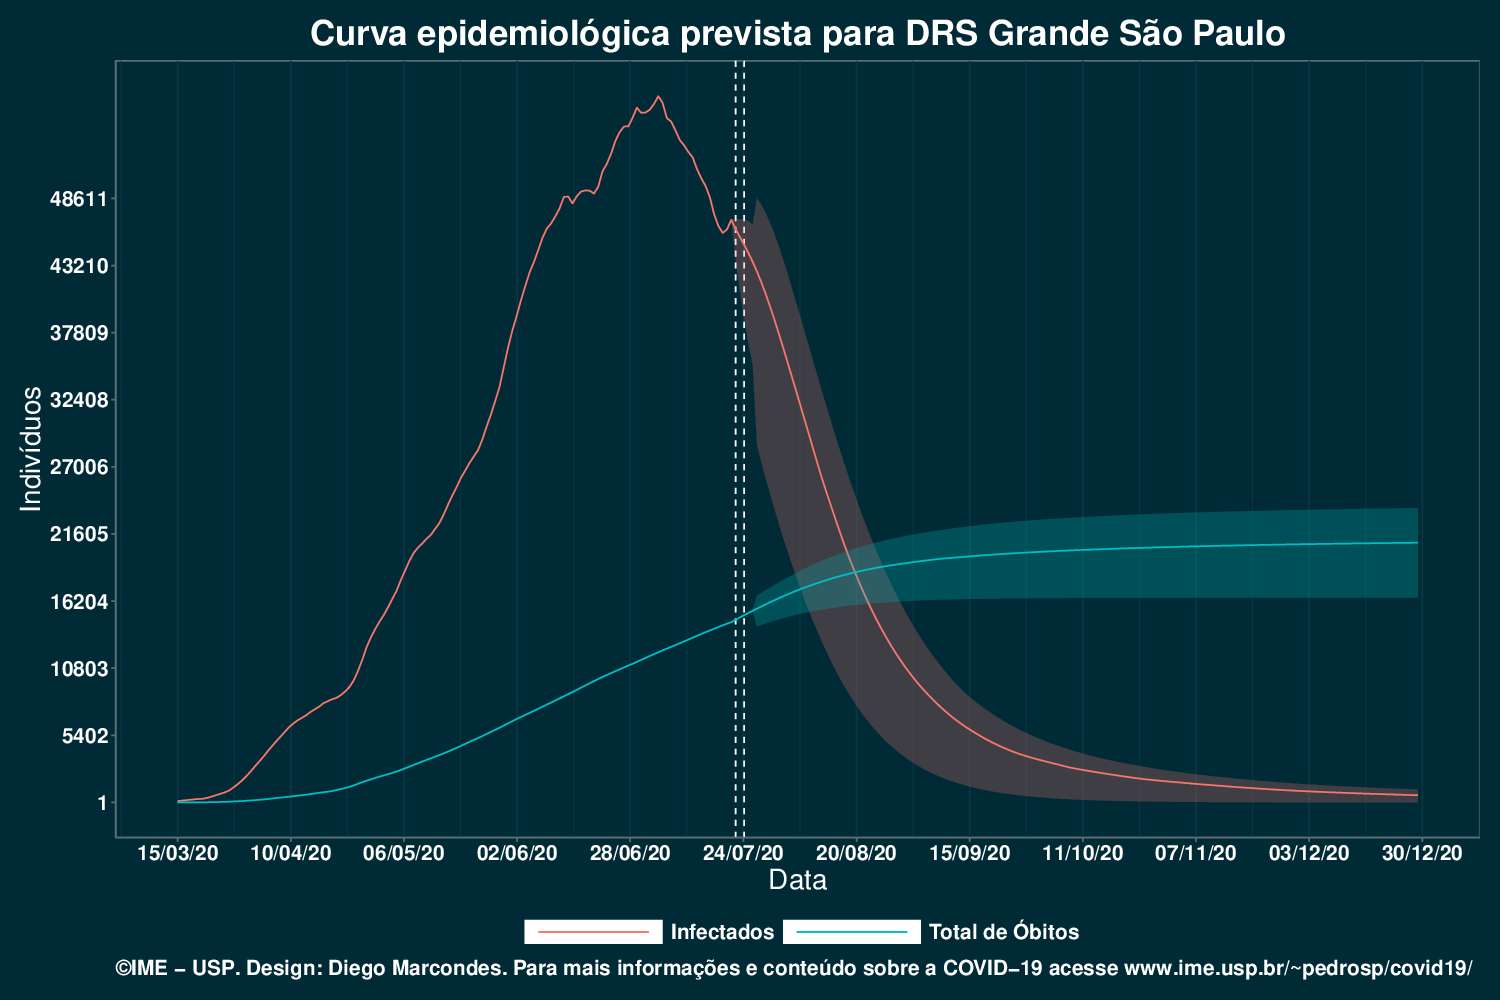 Curva epidemiológica prevista para DRS Grande São Paulo
Indivíduos
48611
43210
37809
32408
27006
21605
16204
10803
5402
1
15/03/20 10/04/20 06/05/20 02/06/20 28/06/20 24/07/20 20/08/20 15/09/20 11/10/20 07/11/20 03/12/20 30/12/20
Data
Infectados Total de Óbitos
©IME − USP. Design: Diego Marcondes. Para mais informações e conteúdo sobre a COVID−19 acesse www.ime.usp.br/~pedrosp/covid19/